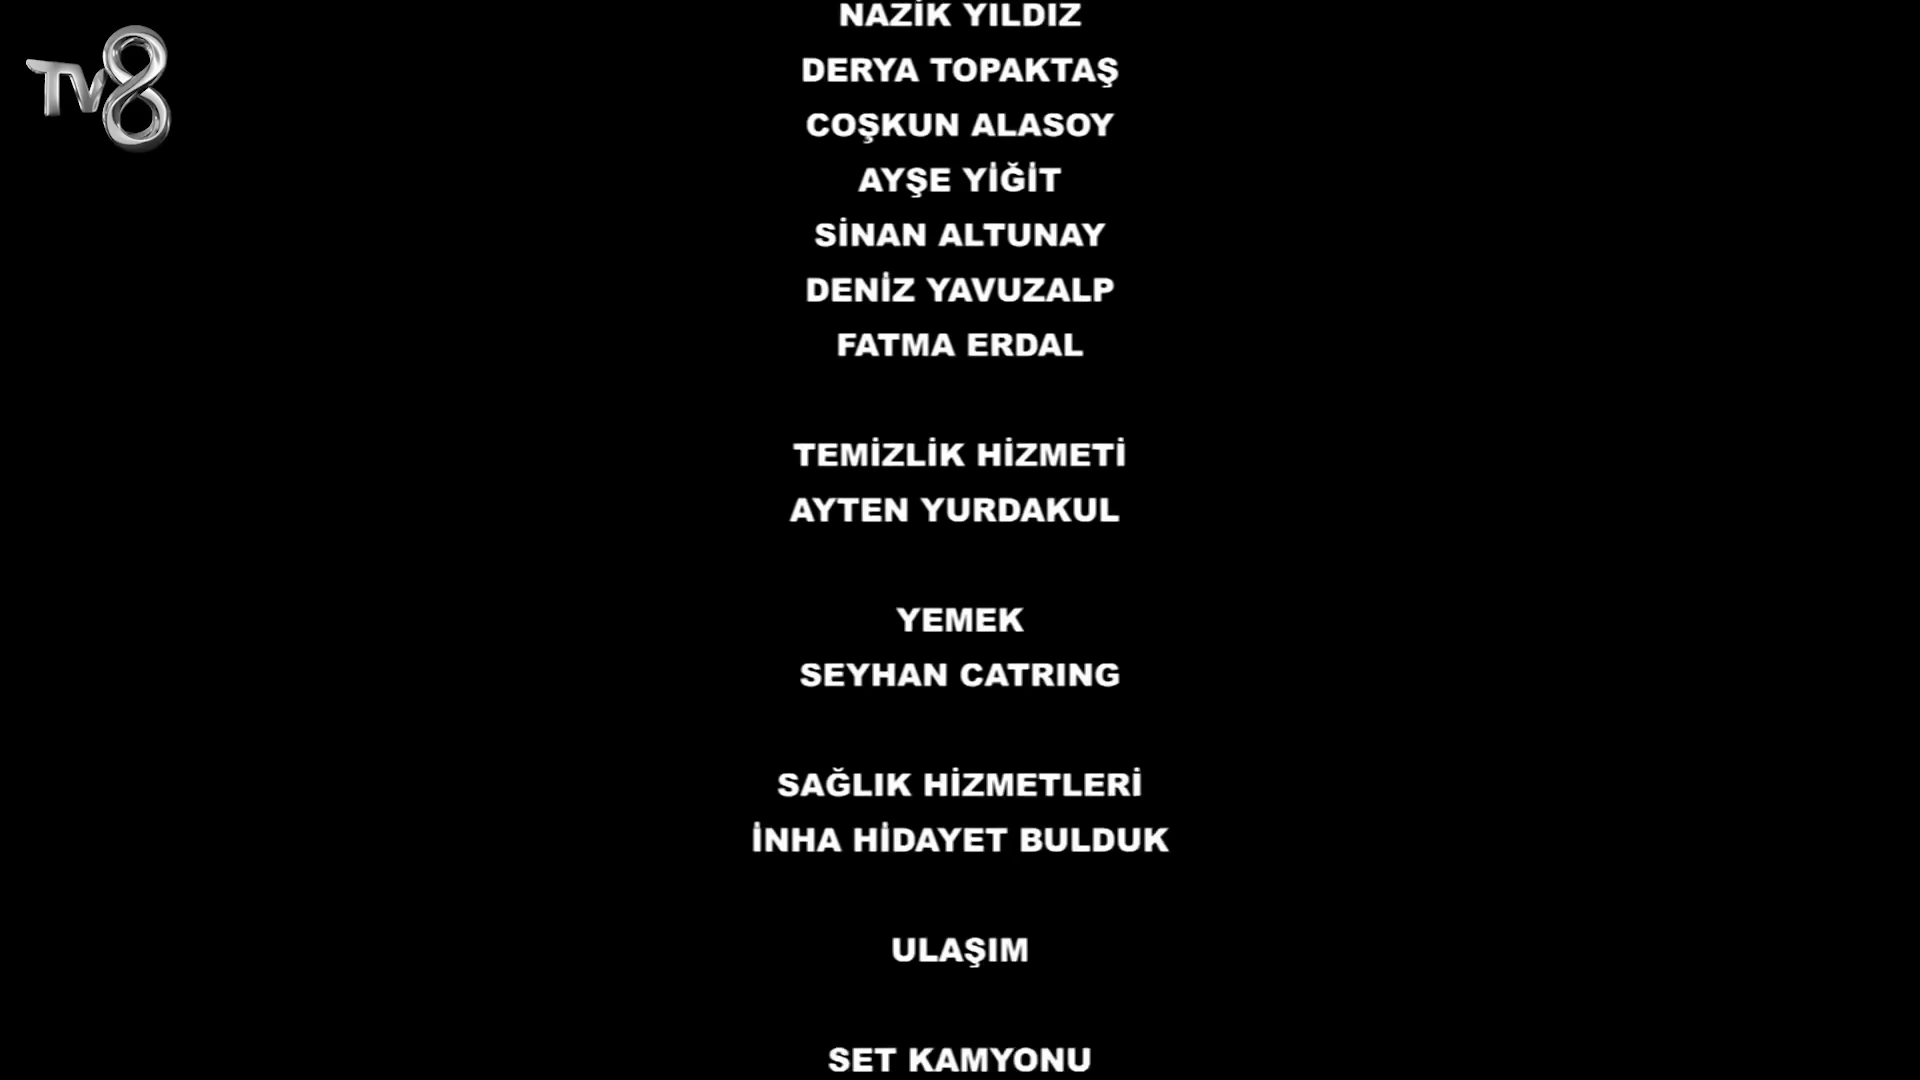 TV8
NAZİK YILDIZ
DERYA TOPAKTAŞ
COŞKUN ALASOY
AYŞE YİĞİT
SİNAN ALTUNAY
DENİZ YAVUZALP
FATMA ERDAL
TEMİZLİK HİZMETİ
AYTEN YURDAKUL
YEMEK
SEYHAN CATRING
SAĞLIK HİZMETLERİ
İNHA HİDAYET BULDUK
ULAŞIM
SET KAMYONU